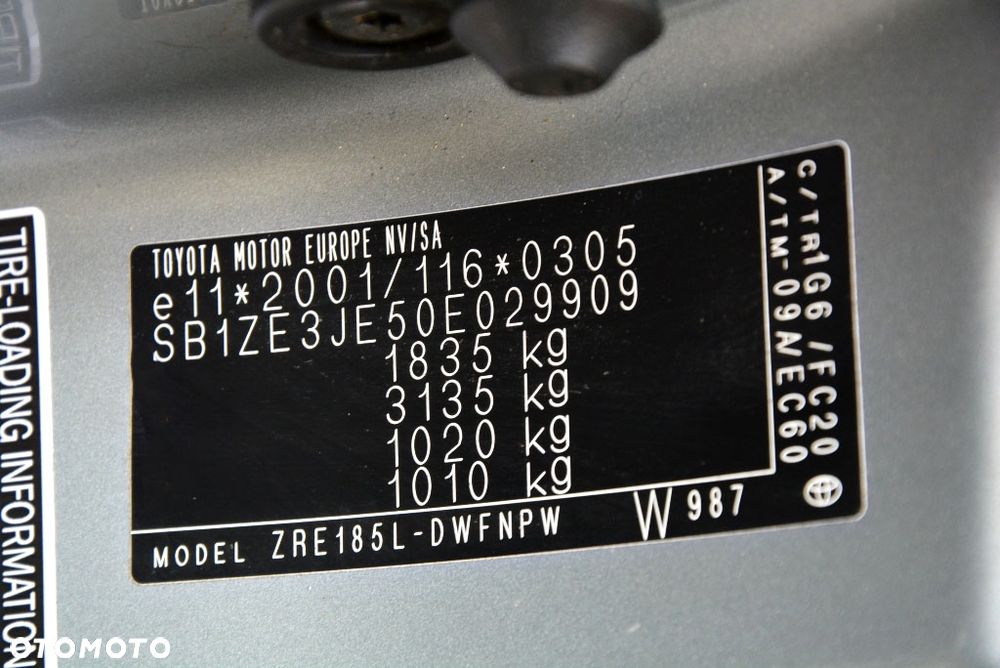 TOYOTA MOTOR EUROPE NV/SA
e11*2001/116*0305
SB1ZE3JE50E029909
1835 kg
3135 kg
1020 kg
1010 kg
MODEL ZRE185L-DWFNPW W987
C/TR1G6/FC20
A/TM-09A/EC60
TIRE-LOADING INFORMATION
OTOMOTO